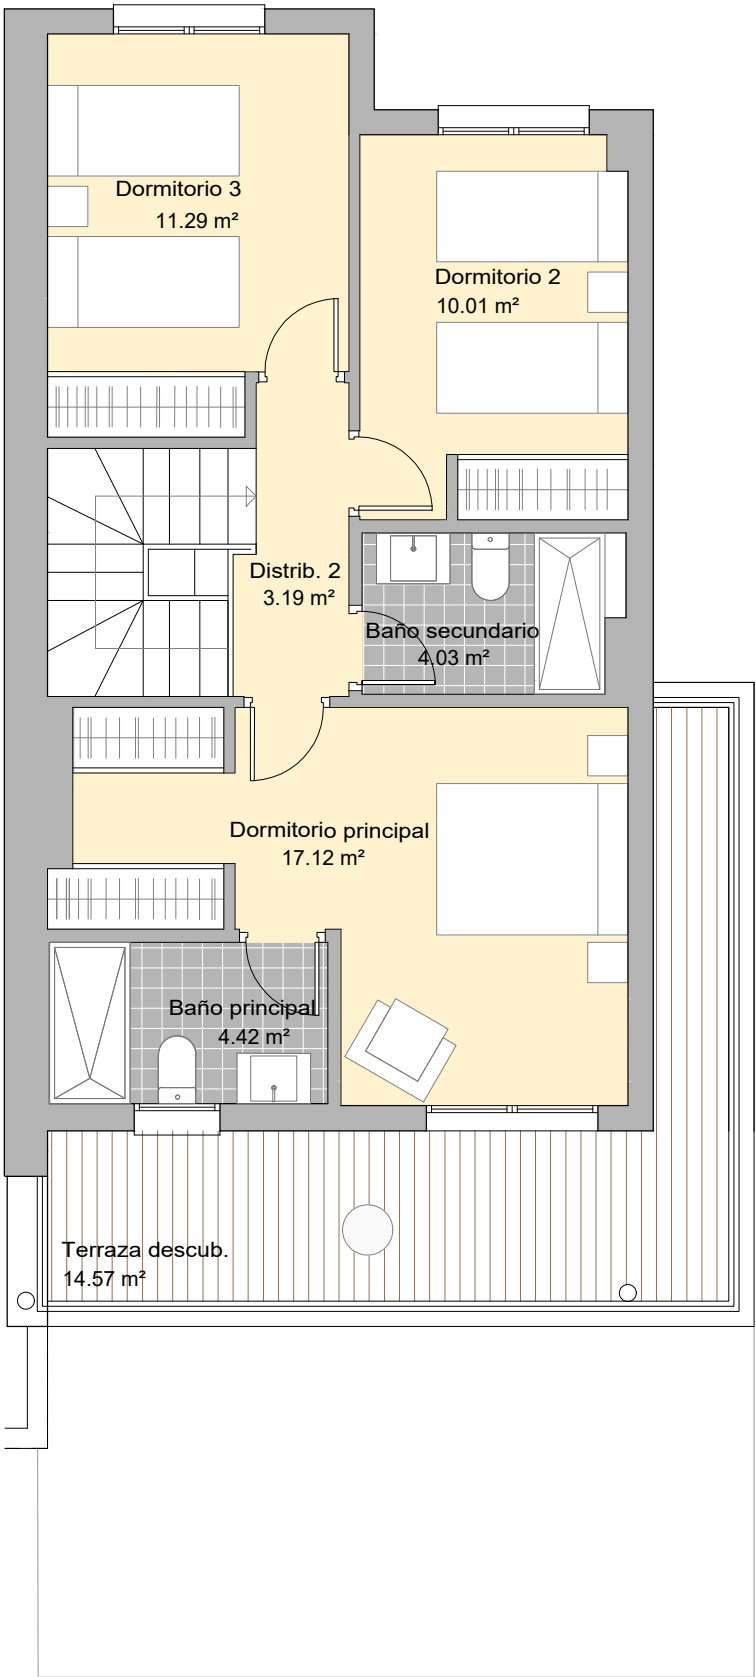 Dormitorio 3
11.29 m²
Dormitorio 2
10.01 m²
Distrib. 2
3.19 m²
Baño secundario
4.03 m²
Dormitorio principal
17.12 m²
Baño principal
4.42 m²
Terraza descub.
14.57 m²